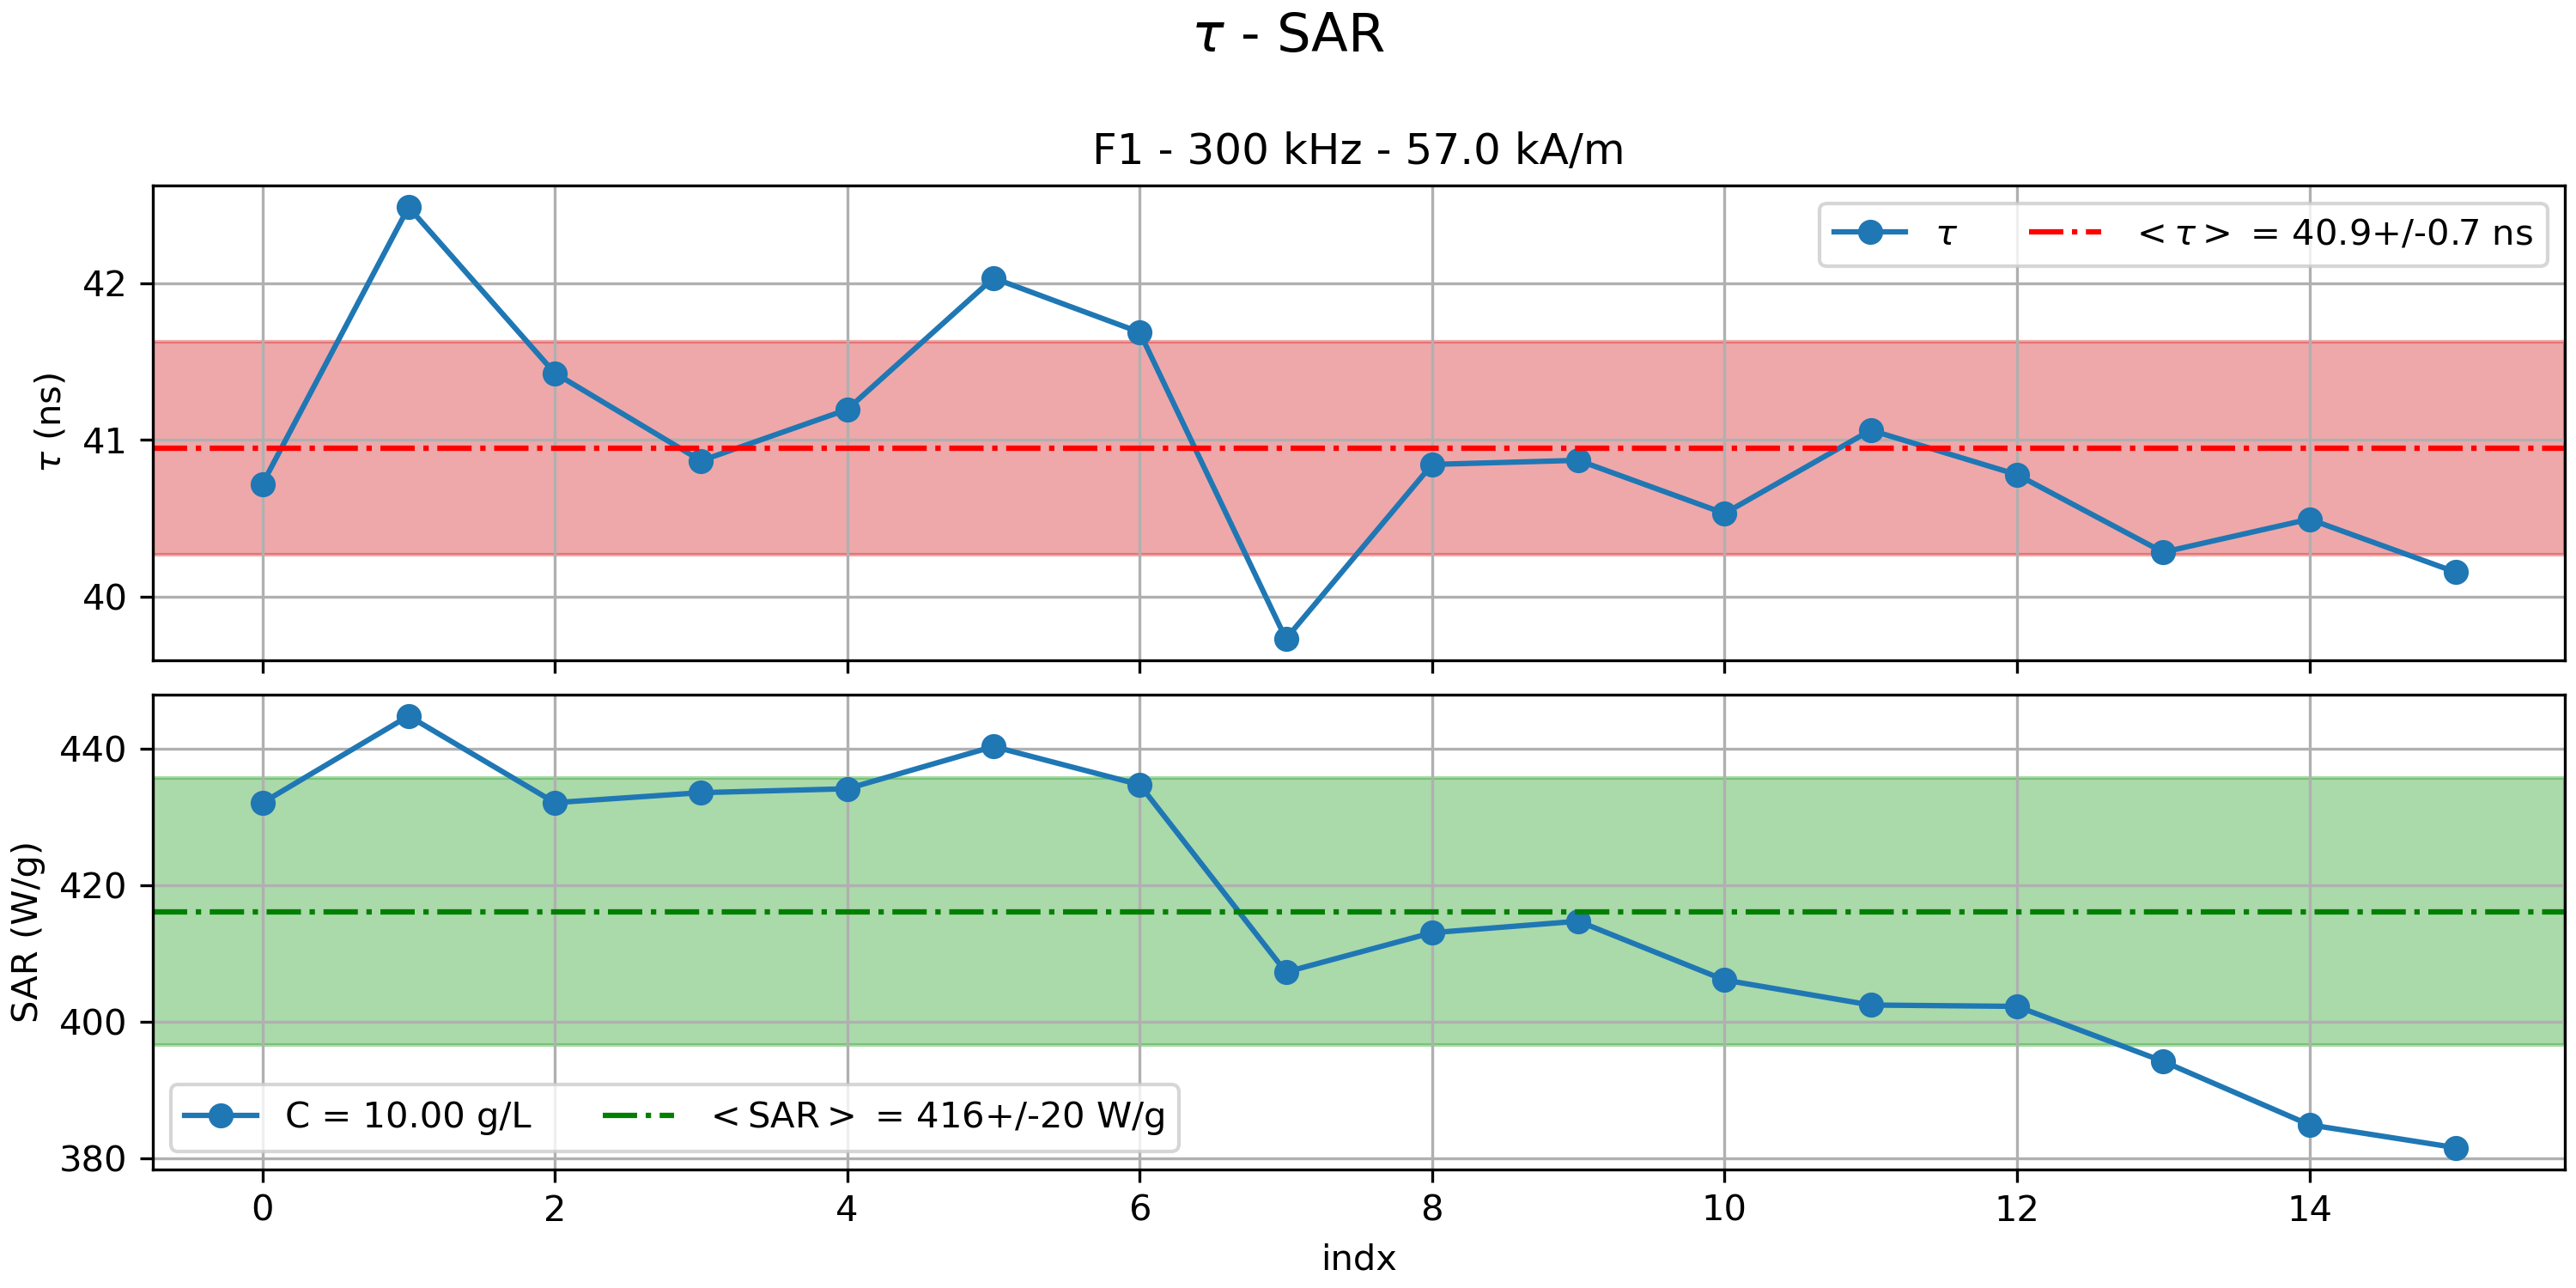 τ - SAR
F1 - 300 kHz - 57.0 kA/m
τ
<τ> = 40.9+/-0.7 ns
42
41
40
τ (ns)
440
420
400
380
SAR (W/g)
C = 10.00 g/L
<SAR> = 416+/-20 W/g
0 2 4 6 8 10 12 14
indx